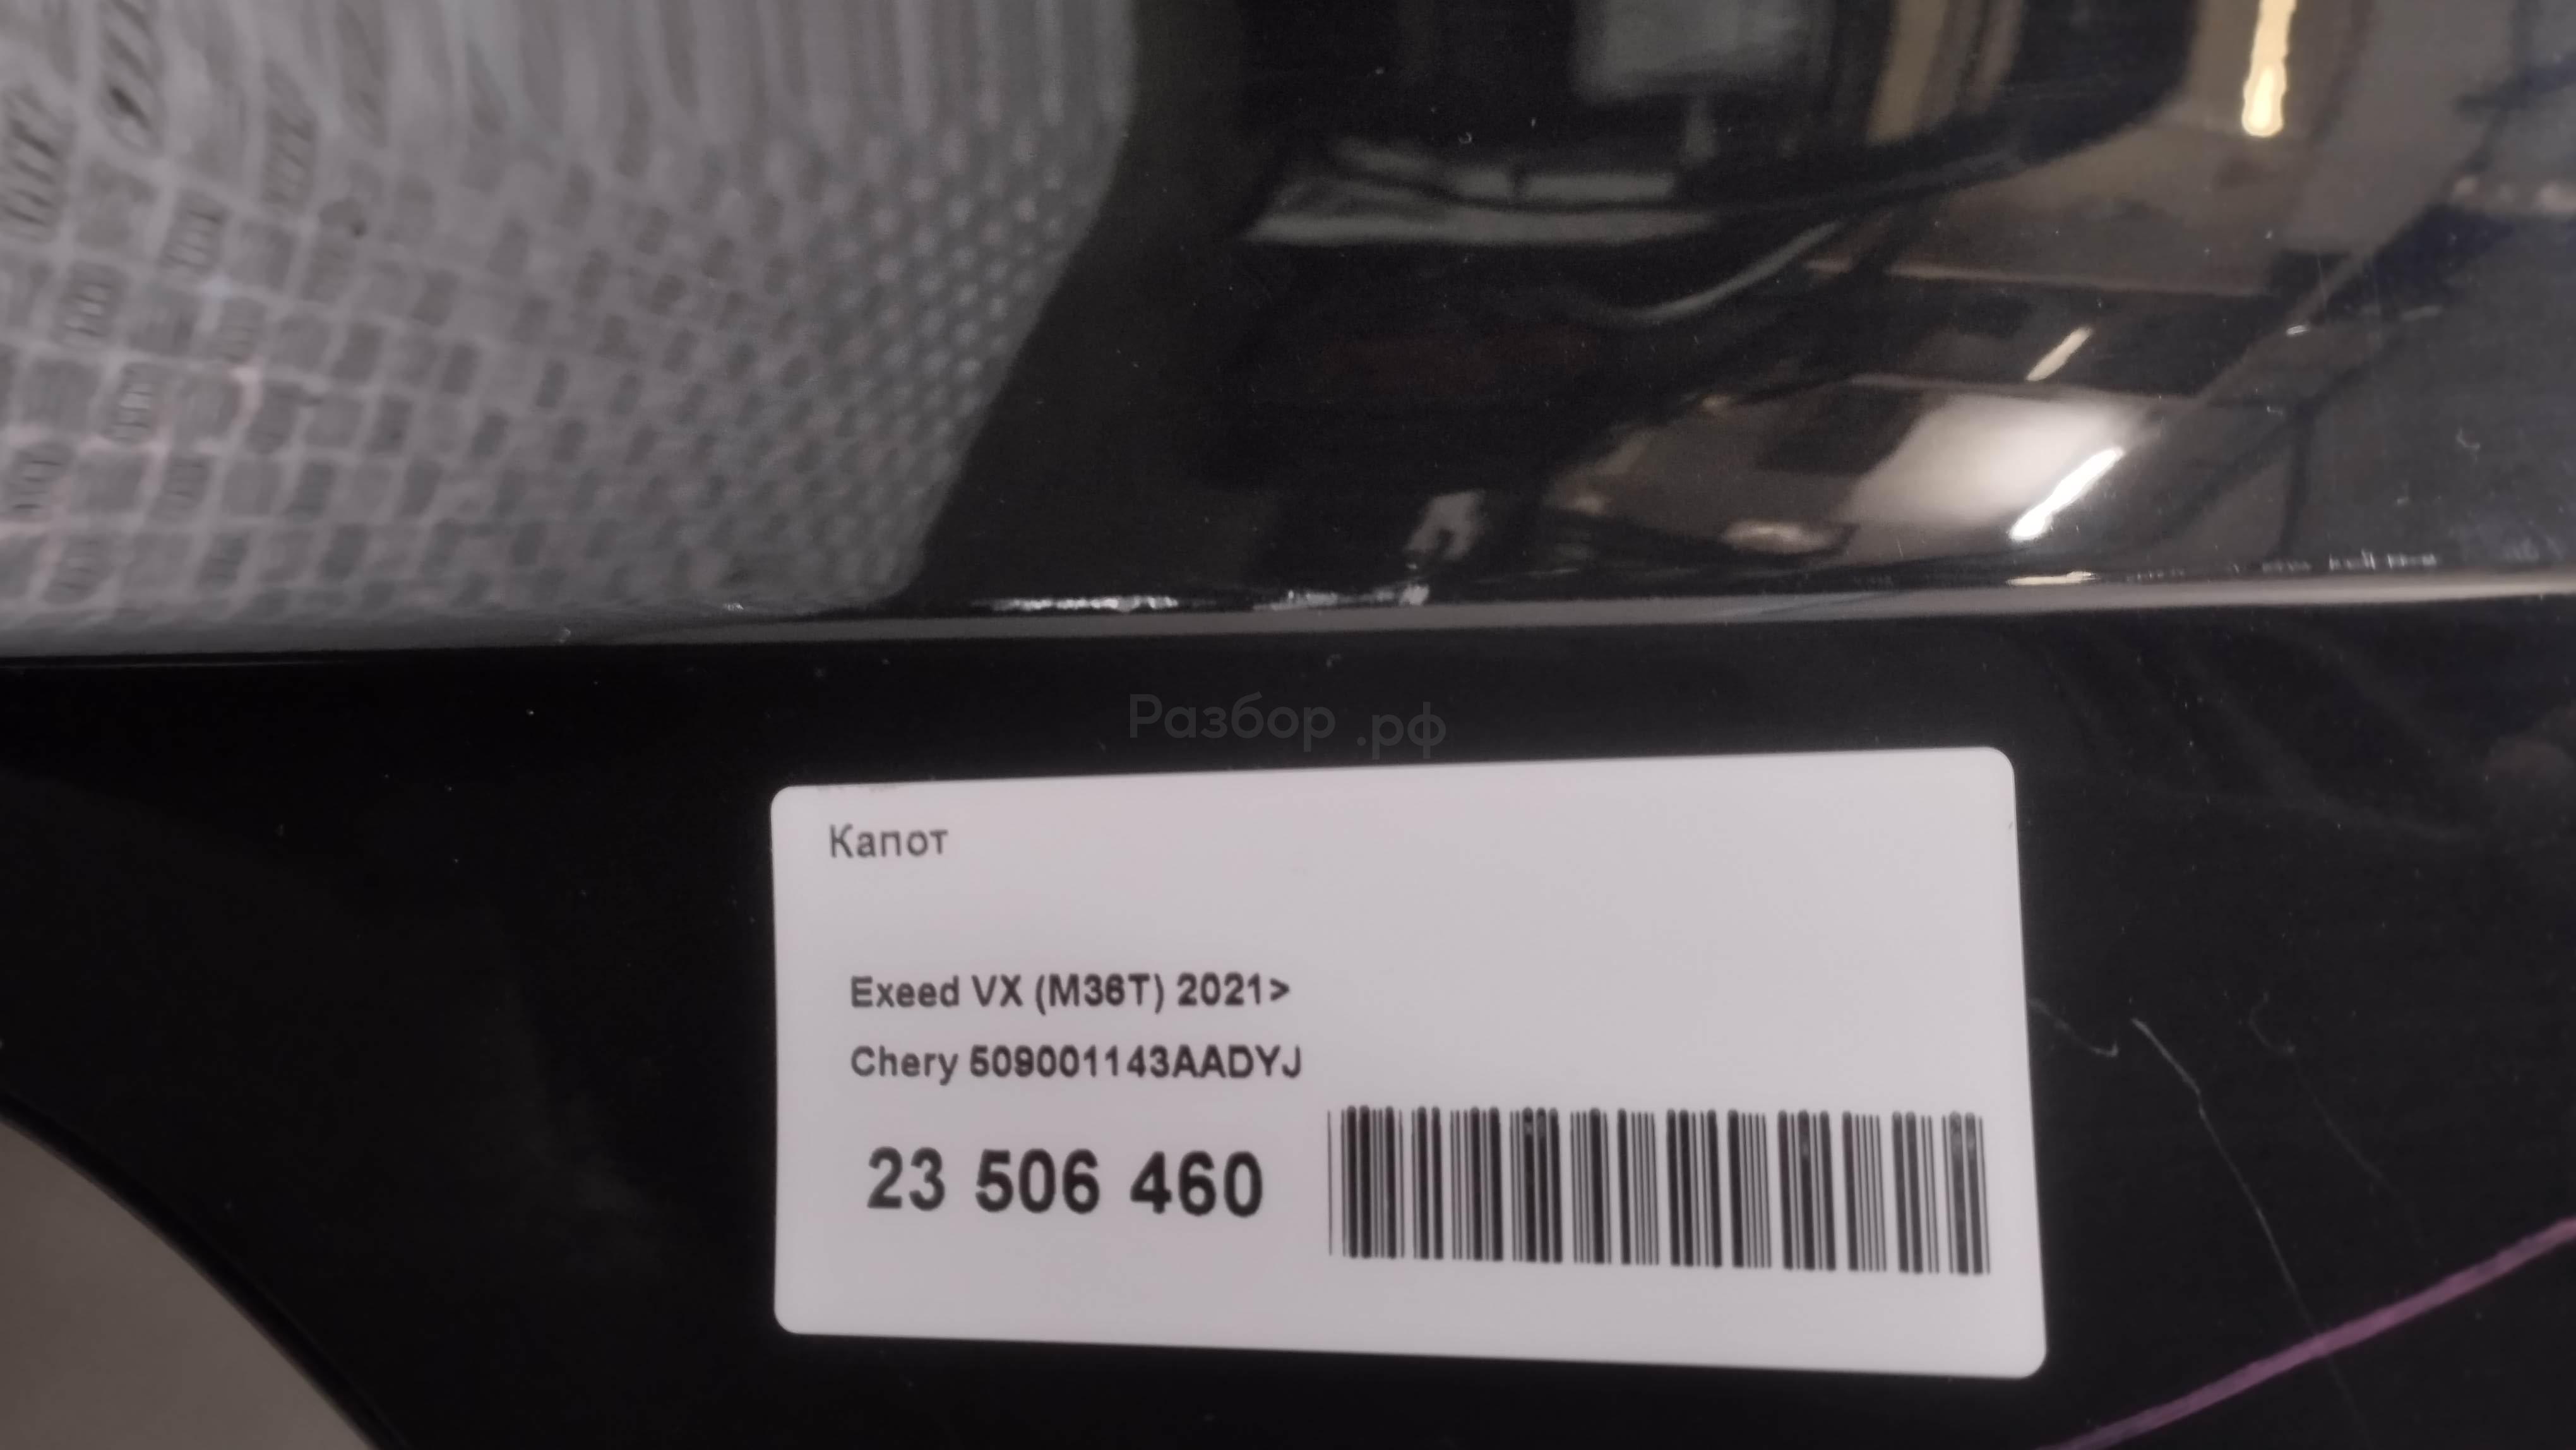 Разбор.рф
Капот
Exeed VX (M36T) 2021>
Chery 509001143AADYJ
23 506 460